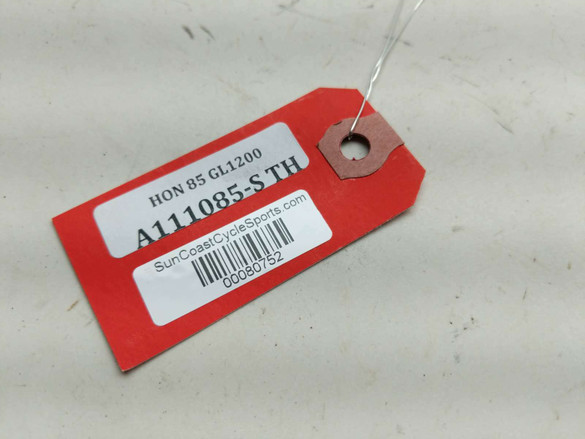 HON 85 GL1200
A111085-S TH
SunCoastCycleSports.com
00080752